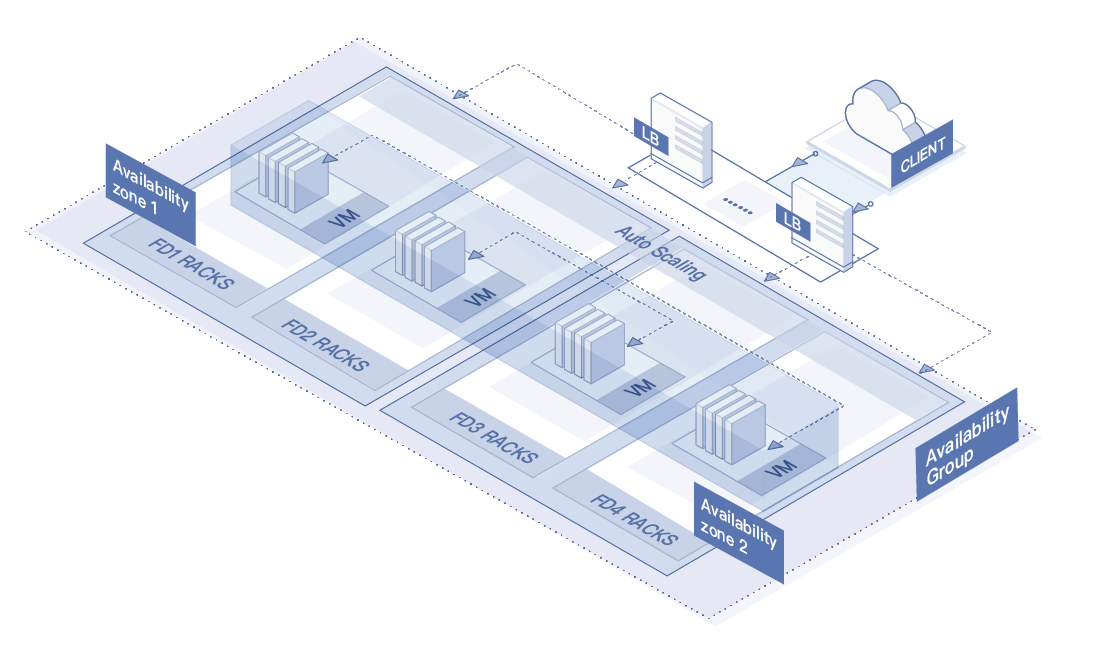 LB
CLIENT
Availability
zone 1
LB
VM
Auto Scaling
FD1 RACKS
VM
FD2 RACKS
VM
FD3 RACKS
VM
Availability
Group
FD4 RACKS
Availability
zone 2